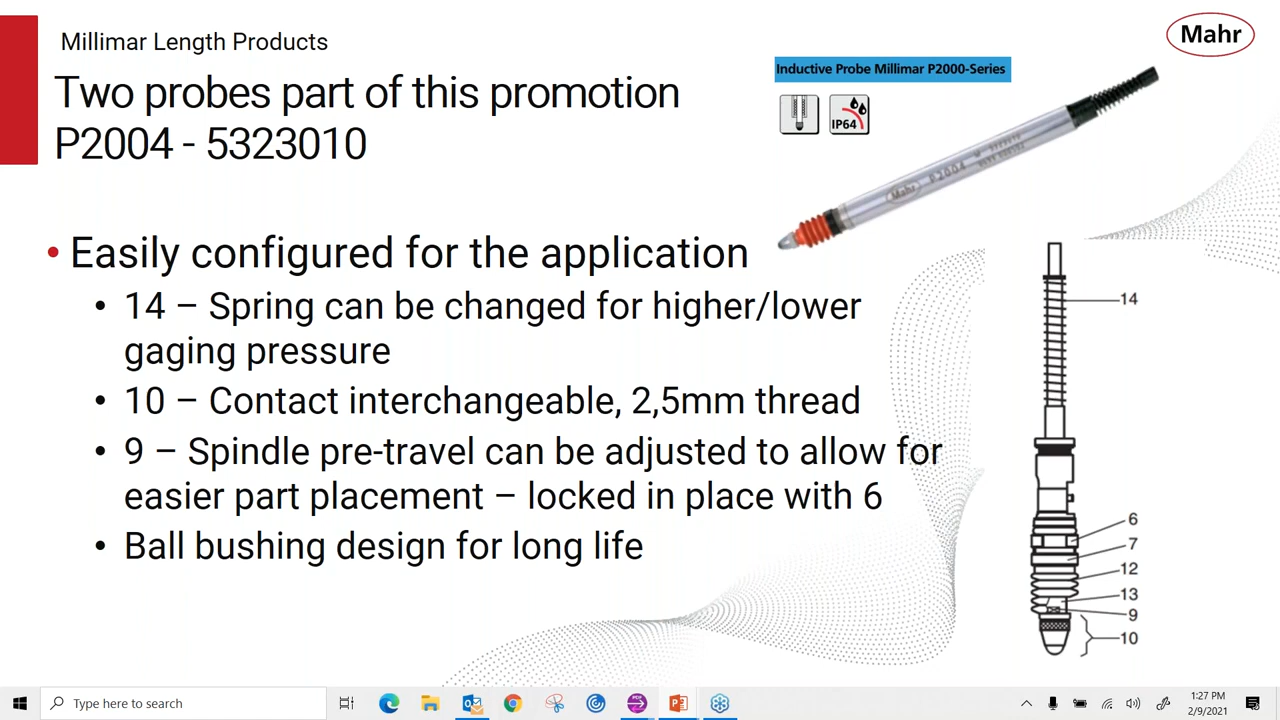 Millimar Length Products
Mahr
Two probes part of this promotion
P2004 - 5323010
Inductive Probe Millimar P2000-Series
IP64
Mahr P2004
• Easily configured for the application
• 14 – Spring can be changed for higher/lower
gaging pressure
• 10 – Contact interchangeable, 2,5mm thread
• 9 – Spindle pre-travel can be adjusted to allow for
easier part placement – locked in place with 6
• Ball bushing design for long life
14
6
7
12
13
9
10
Type here to search
1:27 PM
2/9/2021